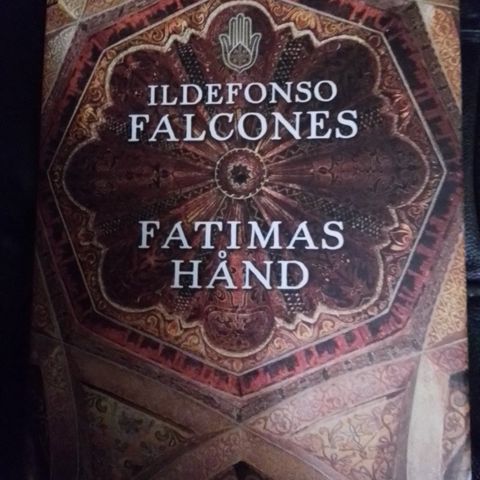 ILDEFONSO
FALCONES
FATIMAS
HÅND